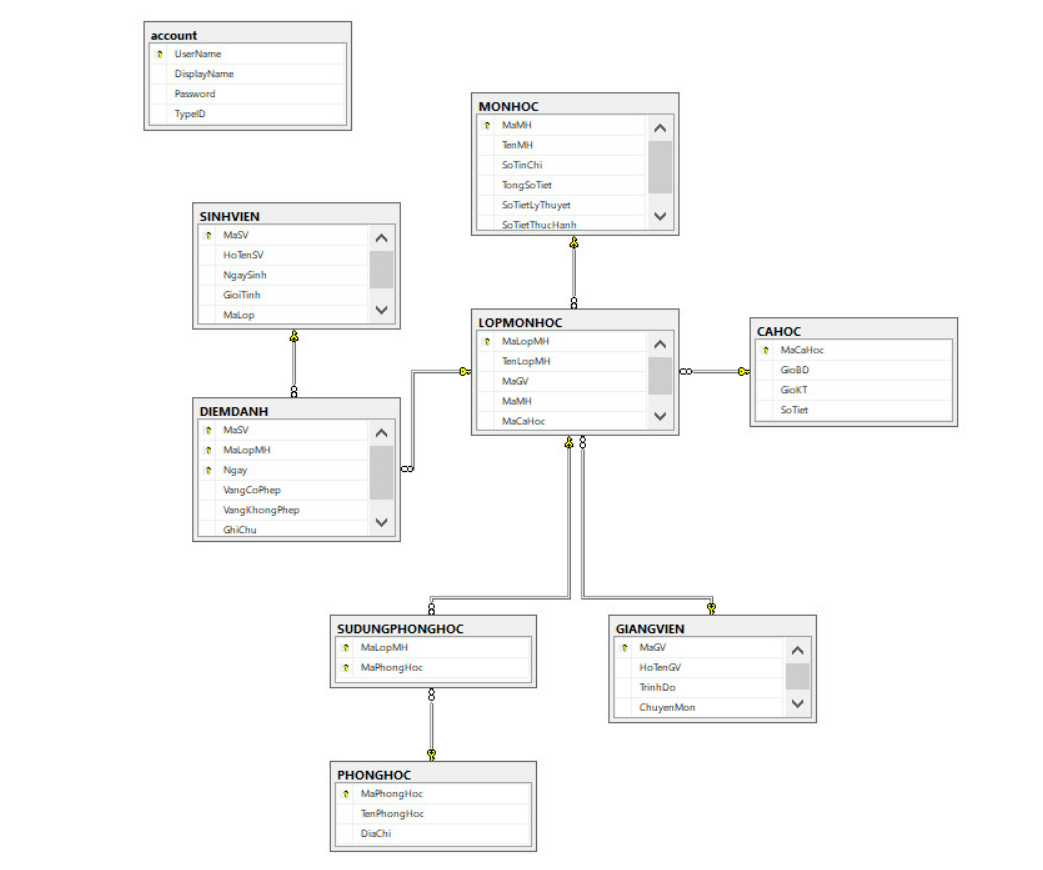 account
UserName
DisplayName
Password
TypeID
MONHOC
MaMH
TenMH
SoTinChi
TongSoTiet
SoTietLyThuyet
SoTietThucHanh
SINHVIEN
MaSV
HoTenSV
NgaySinh
GioiTinh
MaLop
LOPMONHOC
MaLopMH
TenLopMH
MaGV
MaMH
MaCaHoc
CAHOC
MaCaHoc
GioBD
GioKT
SoTiet
DIEMDANH
MaSV
MaLopMH
Ngay
VangCoPhep
VangKhongPhep
GhiChu
SUDUNGPHONGHOC
MaLopMH
MaPhongHoc
GIANGVIEN
MaGV
HoTenGV
TrinhDo
ChuyenMon
PHONGHOC
MaPhongHoc
TenPhongHoc
DiaChi